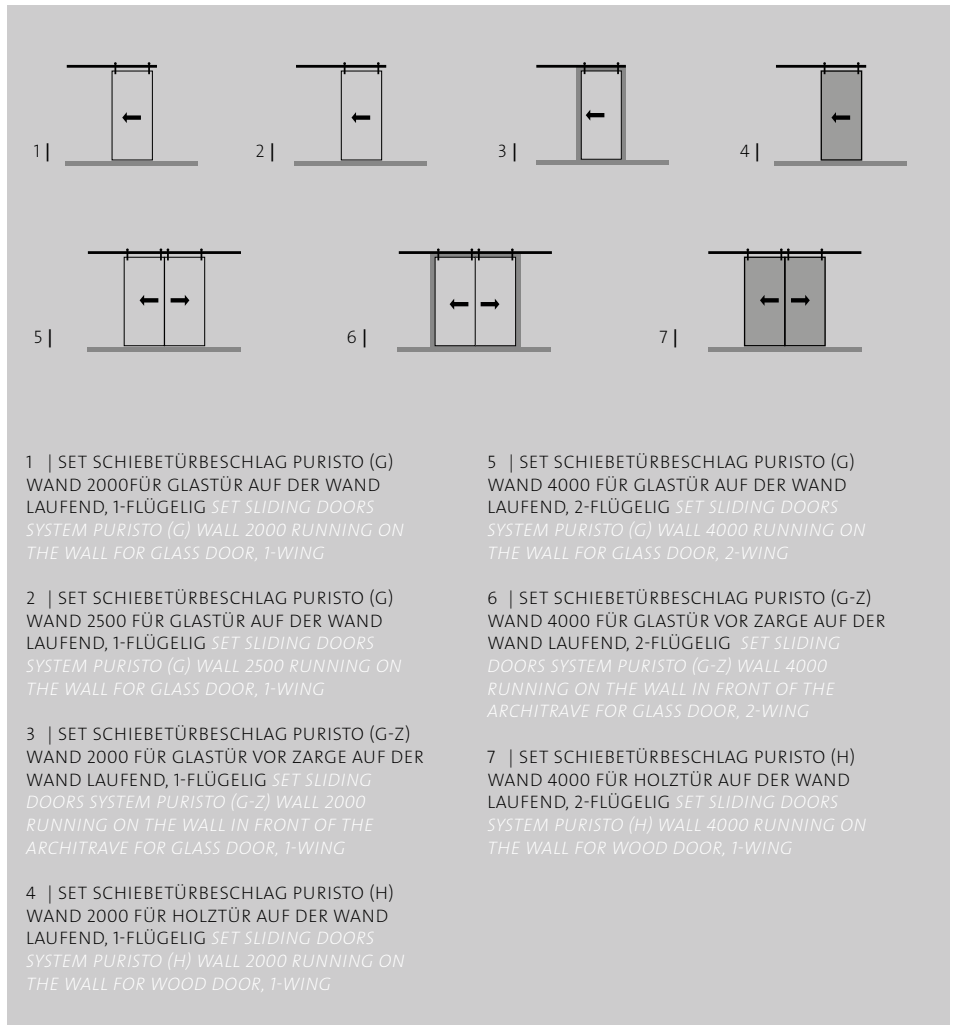 1 |
2 |
3 |
4 |
5 |
6 |
7 |
1 | SET SCHIEBETÜRBESCHLAG PURISTO (G)
WAND 2000FÜR GLASTÜR AUF DER WAND
LAUFEND, 1-FLÜGELIG SET SLIDING DOORS
SYSTEM PURISTO (G) WALL 2000 RUNNING ON
THE WALL FOR GLASS DOOR, 1-WING
2 | SET SCHIEBETÜRBESCHLAG PURISTO (G)
WAND 2500 FÜR GLASTÜR AUF DER WAND
LAUFEND, 1-FLÜGELIG SET SLIDING DOORS
SYSTEM PURISTO (G) WALL 2500 RUNNING ON
THE WALL FOR GLASS DOOR, 1-WING
3 | SET SCHIEBETÜRBESCHLAG PURISTO (G-Z)
WAND 2000 FÜR GLASTÜR VOR ZARGE AUF DER
WAND LAUFEND, 1-FLÜGELIG SET SLIDING
DOORS SYSTEM PURISTO (G-Z) WALL 2000
RUNNING ON THE WALL IN FRONT OF THE
ARCHITRAVE FOR GLASS DOOR, 1-WING
4 | SET SCHIEBETÜRBESCHLAG PURISTO (H)
WAND 2000 FÜR HOLZTÜR AUF DER WAND
LAUFEND, 1-FLÜGELIG SET SLIDING DOORS
SYSTEM PURISTO (H) WALL 2000 RUNNING ON
THE WALL FOR WOOD DOOR, 1-WING
5 | SET SCHIEBETÜRBESCHLAG PURISTO (G)
WAND 4000 FÜR GLASTÜR AUF DER WAND
LAUFEND, 2-FLÜGELIG SET SLIDING DOORS
SYSTEM PURISTO (G) WALL 4000 RUNNING ON
THE WALL FOR GLASS DOOR, 2-WING
6 | SET SCHIEBETÜRBESCHLAG PURISTO (G-Z)
WAND 4000 FÜR GLASTÜR VOR ZARGE AUF DER
WAND LAUFEND, 2-FLÜGELIG SET SLIDING
DOORS SYSTEM PURISTO (G-Z) WALL 4000
RUNNING ON THE WALL IN FRONT OF THE
ARCHITRAVE FOR GLASS DOOR, 2-WING
7 | SET SCHIEBETÜRBESCHLAG PURISTO (H)
WAND 4000 FÜR HOLZTÜR AUF DER WAND
LAUFEND, 2-FLÜGELIG SET SLIDING DOORS
SYSTEM PURISTO (H) WALL 4000 RUNNING ON
THE WALL FOR WOOD DOOR, 1-WING